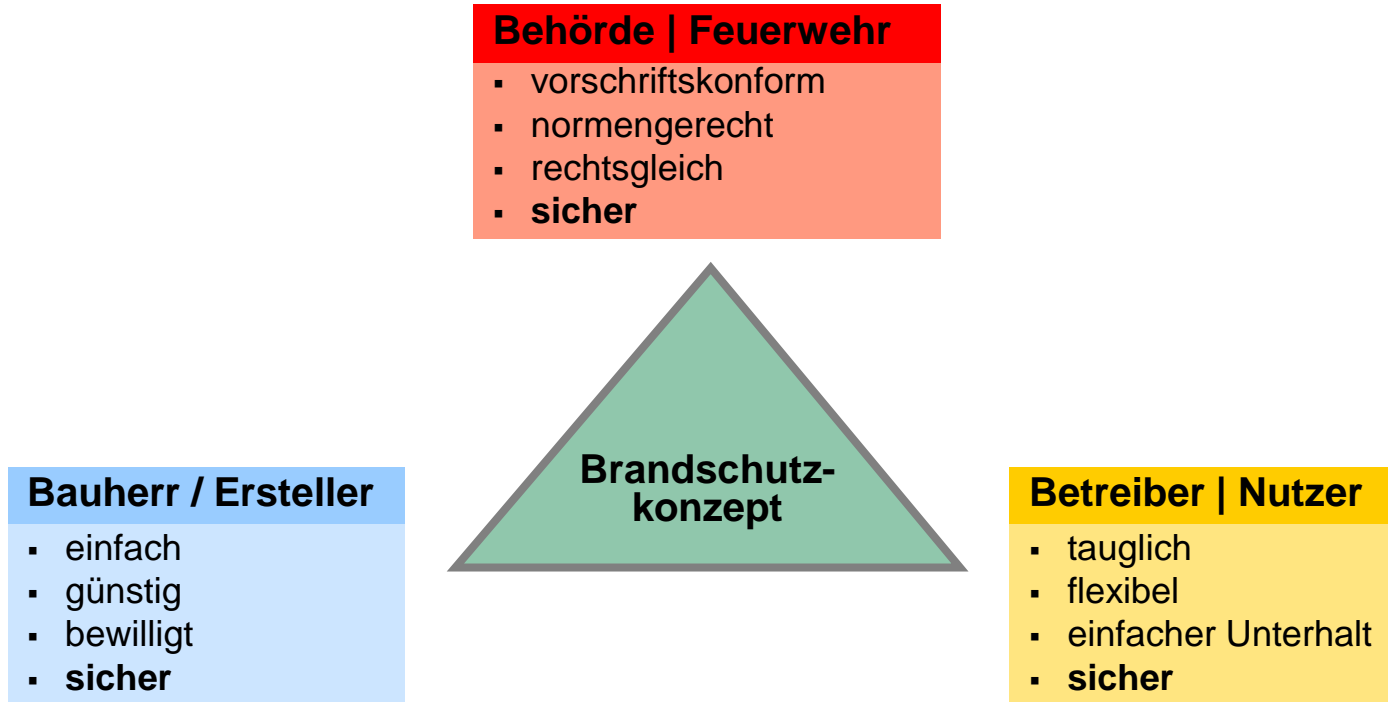 Behörde | Feuerwehr
▪ vorschriftskonform
▪ normengerecht
▪ rechtsgleich
▪ sicher
Brandschutz-
konzept
Bauherr / Ersteller
▪ einfach
▪ günstig
▪ bewilligt
▪ sicher
Betreiber | Nutzer
▪ tauglich
▪ flexibel
▪ einfacher Unterhalt
▪ sicher